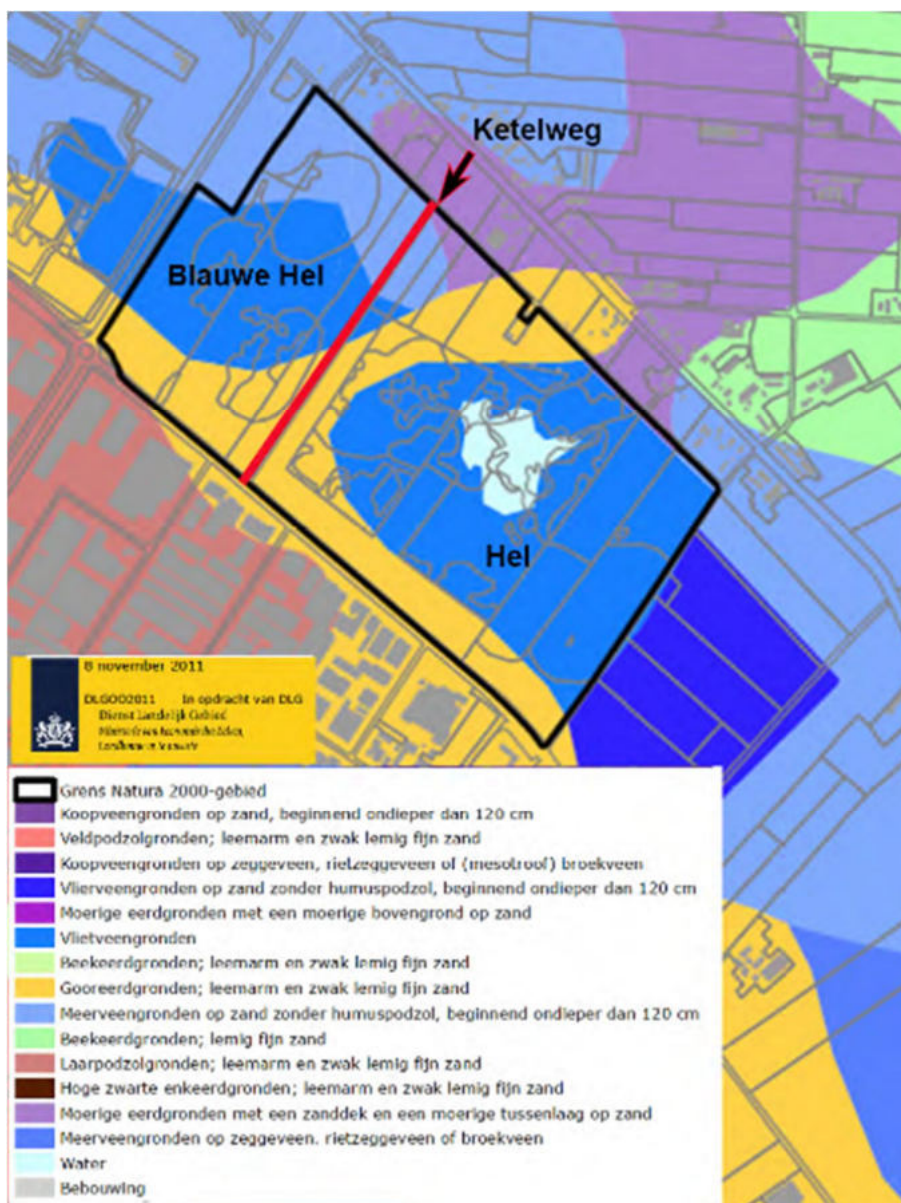 Ketelweg
Blauwe Hel
Hel
8 november 2011
DLG002011 In opdracht van DLG
Dienst Landelijk Gebied
Grens Natura 2000-gebied
Koopveengronden op zand, beginnend ondieper dan 120 cm
Veldpodzolgronden; leemarm en zwak lemig fijn zand
Koopveengronden op zeggeveen, rietzeggeveen of (mesotroof) broekveen
Vlierveengronden op zand zonder humuspodzol, beginnend ondieper dan 120 cm
Moerige eerdgronden met een moerige bovengrond op zand
Vlietveengronden
Beekeerdgronden; leemarm en zwak lemig fijn zand
Gooreerdgronden; leemarm en zwak lemig fijn zand
Meerveengronden op zand zonder humuspodzol, beginnend ondieper dan 120 cm
Beekeerdgronden; lemig fijn zand
Laarpodzolgronden; leemarm en zwak lemig fijn zand
Hoge zwarte enkeerdgronden; leemarm en zwak lemig fijn zand
Moerige eerdgronden met een zanddek en een moerige tussenlaag op zand
Meerveengronden op zeggeveen. rietzeggeveen of broekveen
Water
Bebouwing